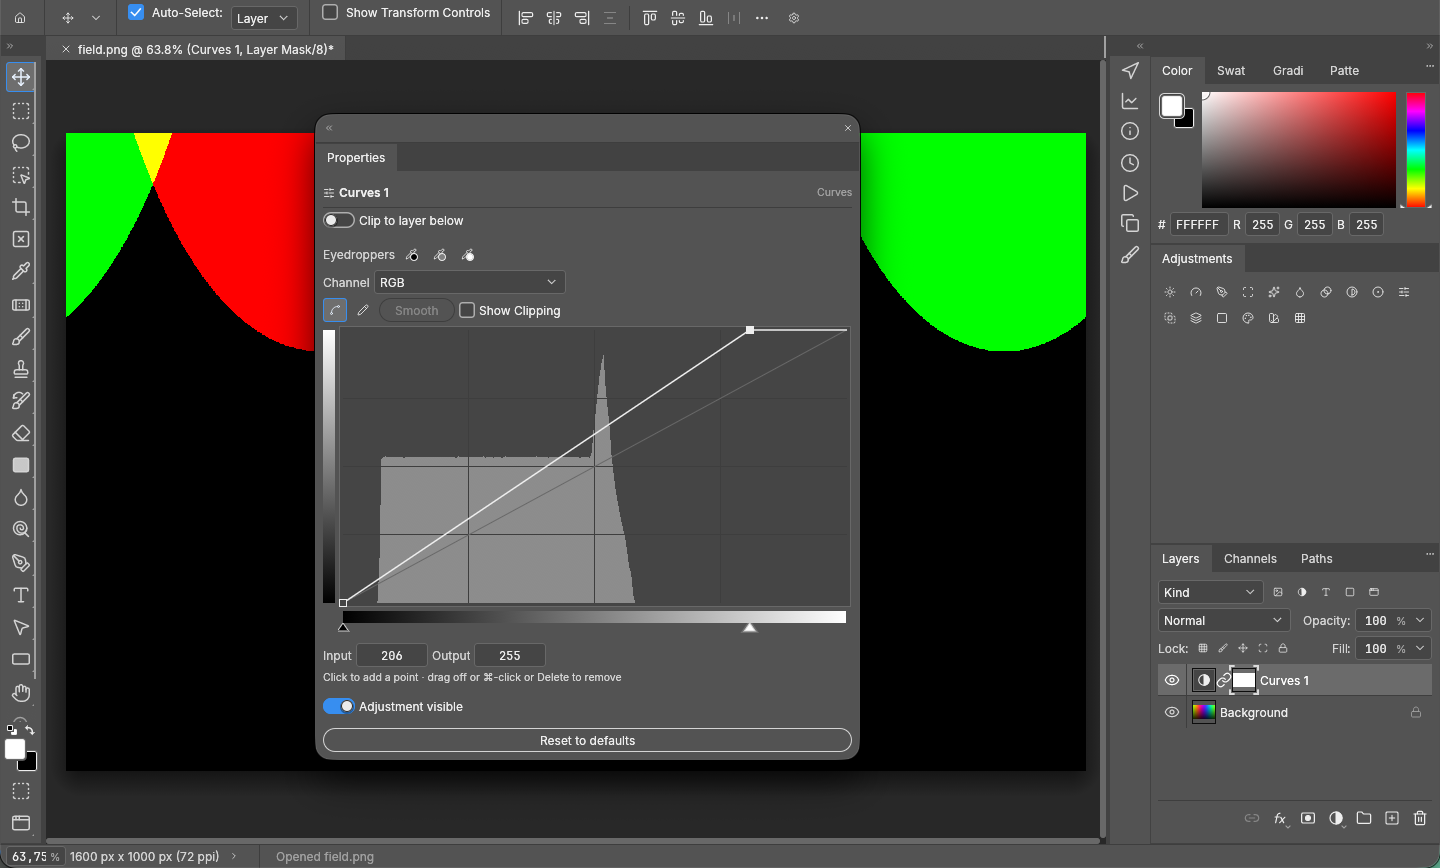 Auto-Select:
Layer
Show Transform Controls
field.png @ 63.8% (Curves 1, Layer Mask/8)*
Properties
Curves 1
Curves
Clip to layer below
Eyedroppers
Channel
RGB
Smooth
Show Clipping
Input
206
Output
255
Click to add a point · drag off or ⌘-click or Delete to remove
Adjustment visible
Reset to defaults
Color
Swat
Gradi
Patte
# FFFFFF R 255 G 255 B 255
Adjustments
Layers
Channels
Paths
Kind
Normal
Opacity: 100 %
Lock:
Fill: 100 %
Curves 1
Background
fx
63,75 %
1600 px x 1000 px (72 ppi)
Opened field.png